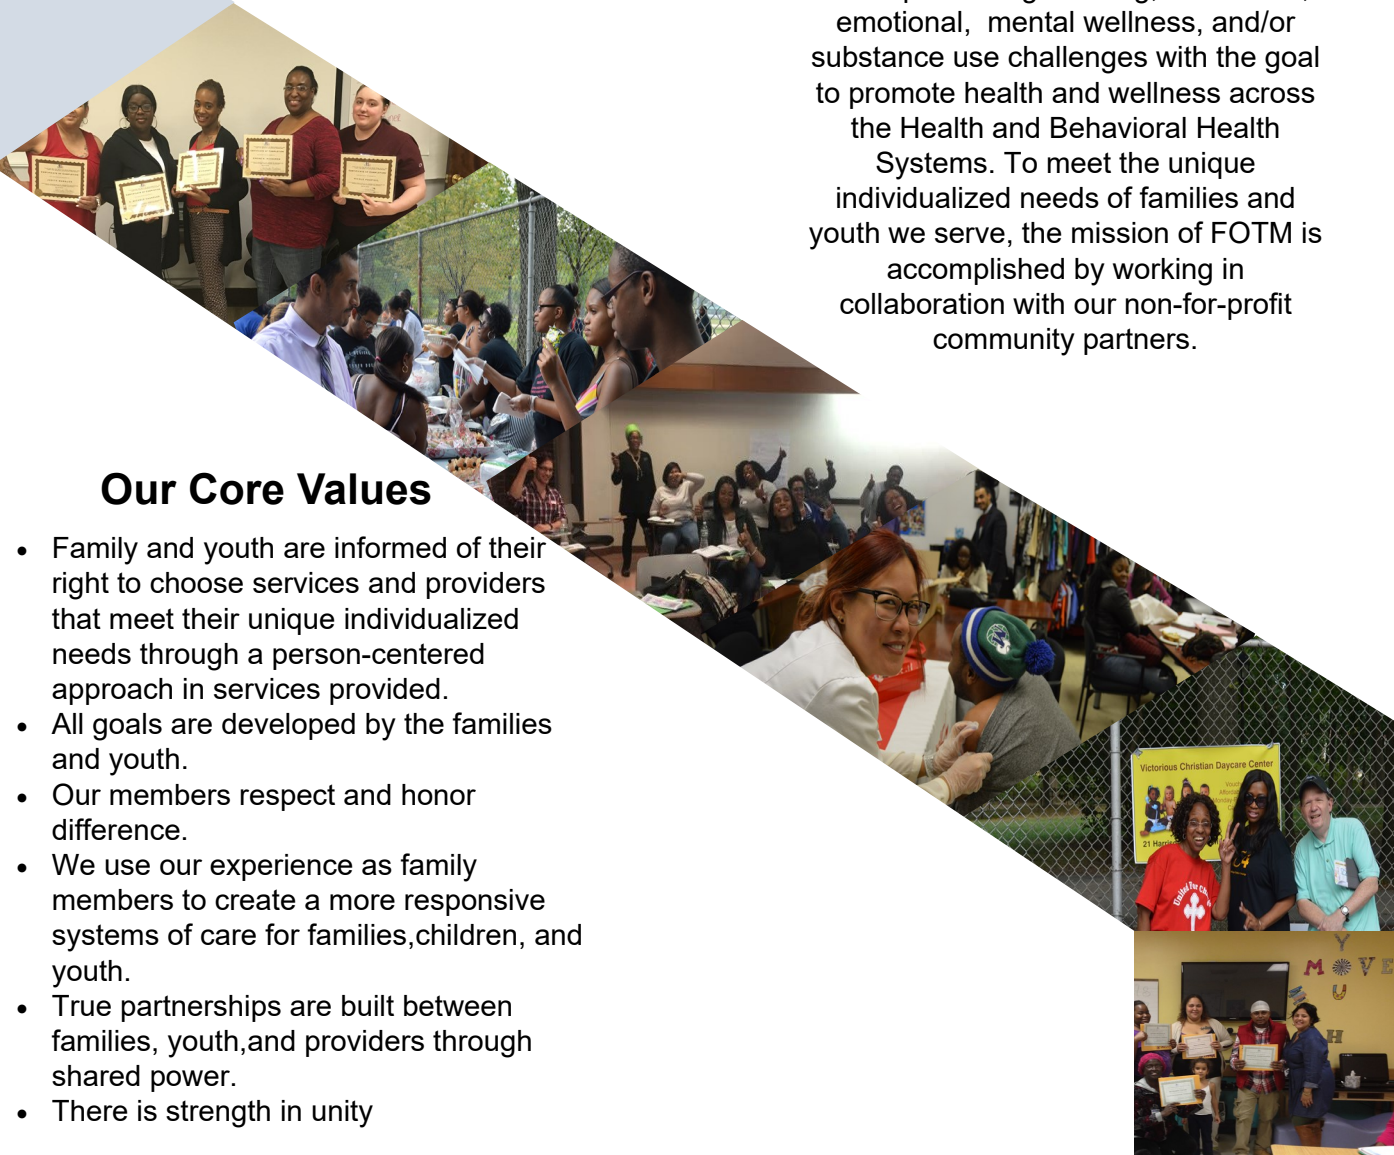 emotional,  mental wellness, and/or
substance use challenges with the goal
to promote health and wellness across
the Health and Behavioral Health
Systems. To meet the unique
individualized needs of families and
youth we serve, the mission of FOTM is
accomplished by working in
collaboration with our non-for-profit
community partners.
Our Core Values
• Family and youth are informed of their
right to choose services and providers
that meet their unique individualized
needs through a person-centered
approach in services provided.
• All goals are developed by the families
and youth.
• Our members respect and honor
difference.
• We use our experience as family
members to create a more responsive
systems of care for families,children, and
youth.
• True partnerships are built between
families, youth,and providers through
shared power.
• There is strength in unity
Victorious Christian Daycare Center
21
United For
Y
M VE
U
H